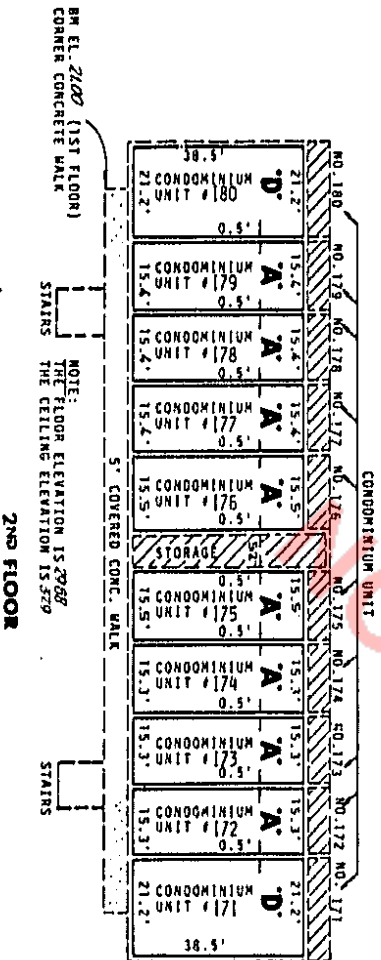 CONDOMINIUM UNIT
NO. 180
NO. 179
NO. 178
NO. 177
NO. 176
NO. 175
NO. 174
NO. 173
NO. 172
NO. 171
21.2'
"D"
CONDOMINIUM
UNIT #180
38.5'
0.5'
21.2'
15.4'
"A"
CONDOMINIUM
UNIT #179
0.5'
15.4'
15.4'
"A"
CONDOMINIUM
UNIT #178
0.5'
15.4'
15.4'
"A"
CONDOMINIUM
UNIT #177
0.5'
15.4'
15.5'
"A"
CONDOMINIUM
UNIT #176
0.5'
15.5'
STORAGE
15.5'
"A"
CONDOMINIUM
UNIT #175
0.5'
15.5'
15.3'
"A"
CONDOMINIUM
UNIT #174
0.5'
15.3'
15.3'
"A"
CONDOMINIUM
UNIT #173
0.5'
15.3'
15.3'
"A"
CONDOMINIUM
UNIT #172
0.5'
15.3'
21.2'
"D"
CONDOMINIUM
UNIT #171
38.5'
21.2'
5' COVERED CONC. WALK
BM EL. 21.00 (1ST FLOOR)
CORNER CONCRETE WALK
STAIRS
STAIRS
NOTE:
THE FLOOR ELEVATION IS 29.68
THE CEILING ELEVATION IS
2ND FLOOR